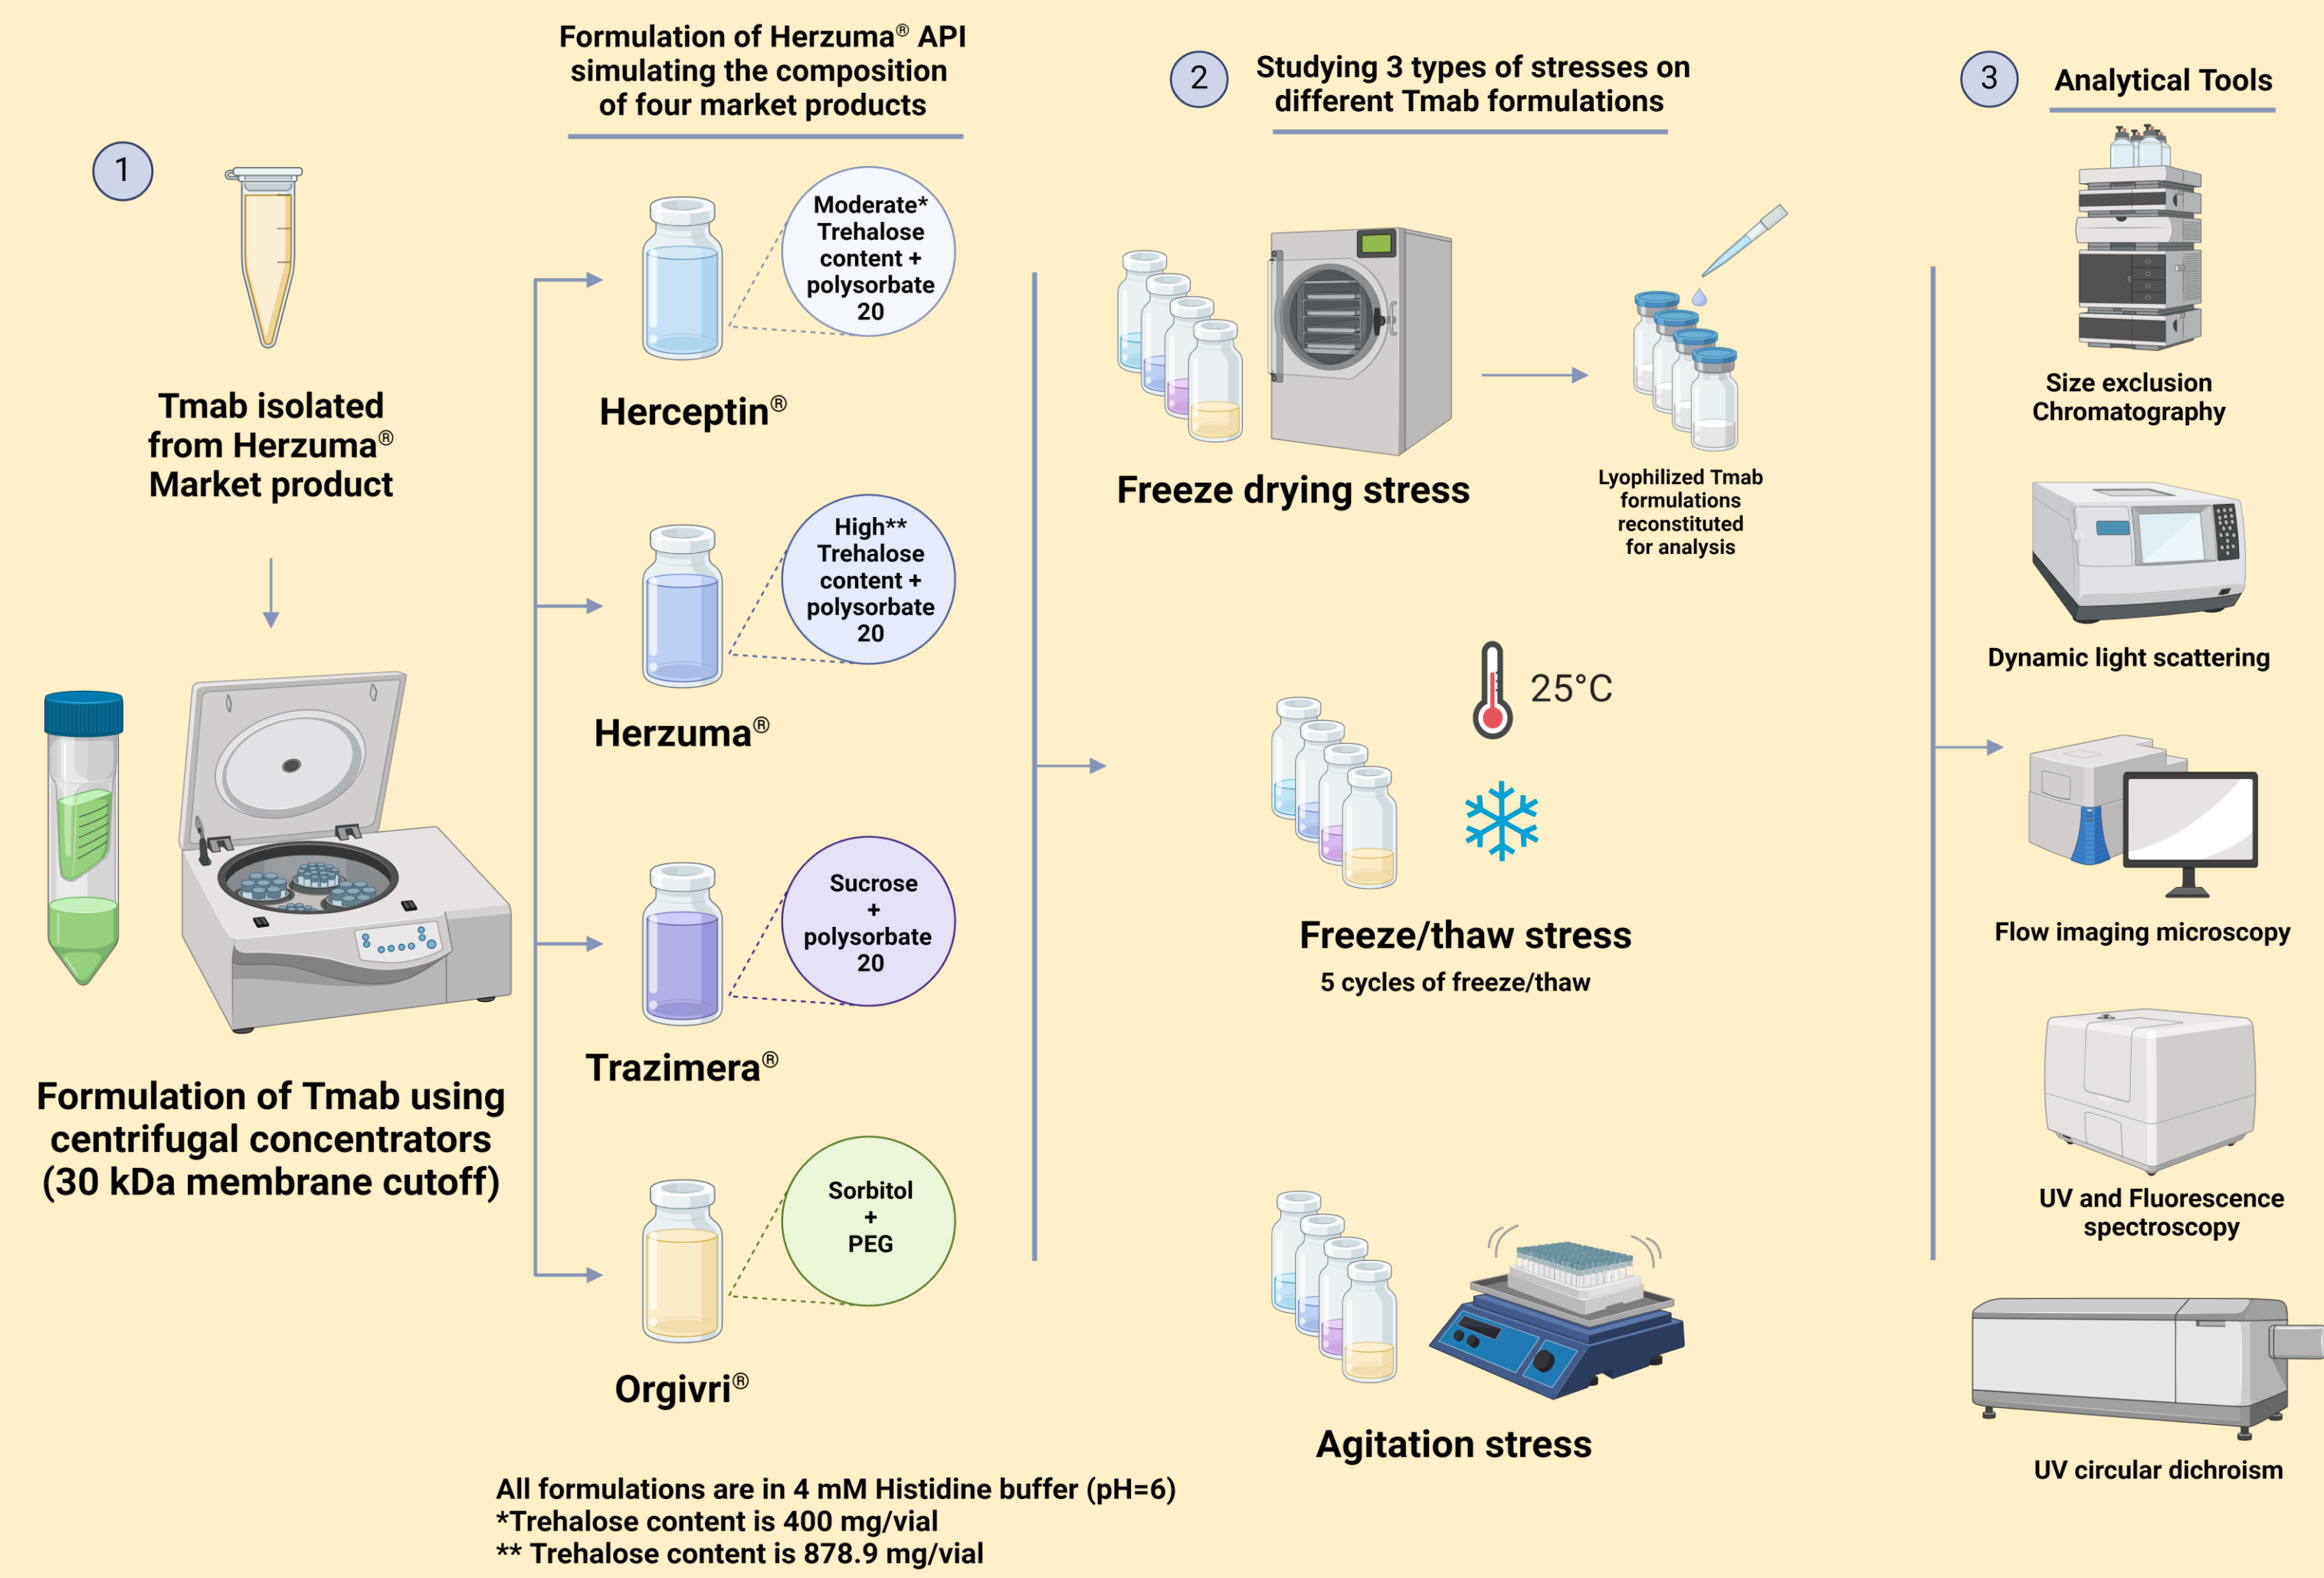 1
Tmab isolated
from Herzuma®
Market product
Formulation of Tmab using
centrifugal concentrators
(30 kDa membrane cutoff)
Formulation of Herzuma® API
simulating the composition
of four market products
Moderate*
Trehalose
content +
polysorbate
20
Herceptin®
High**
Trehalose
content +
polysorbate
20
Herzuma®
Sucrose
+
polysorbate
20
Trazimera®
Sorbitol
+
PEG
Orgivri®
All formulations are in 4 mM Histidine buffer (pH=6)
*Trehalose content is 400 mg/vial
** Trehalose content is 878.9 mg/vial
2
Studying 3 types of stresses on
different Tmab formulations
Freeze drying stress
Lyophilized Tmab
formulations
reconstituted
for analysis
25°C
Freeze/thaw stress
5 cycles of freeze/thaw
Agitation stress
3
Analytical Tools
Size exclusion
Chromatography
Dynamic light scattering
Flow imaging microscopy
UV and Fluorescence
spectroscopy
UV circular dichroism